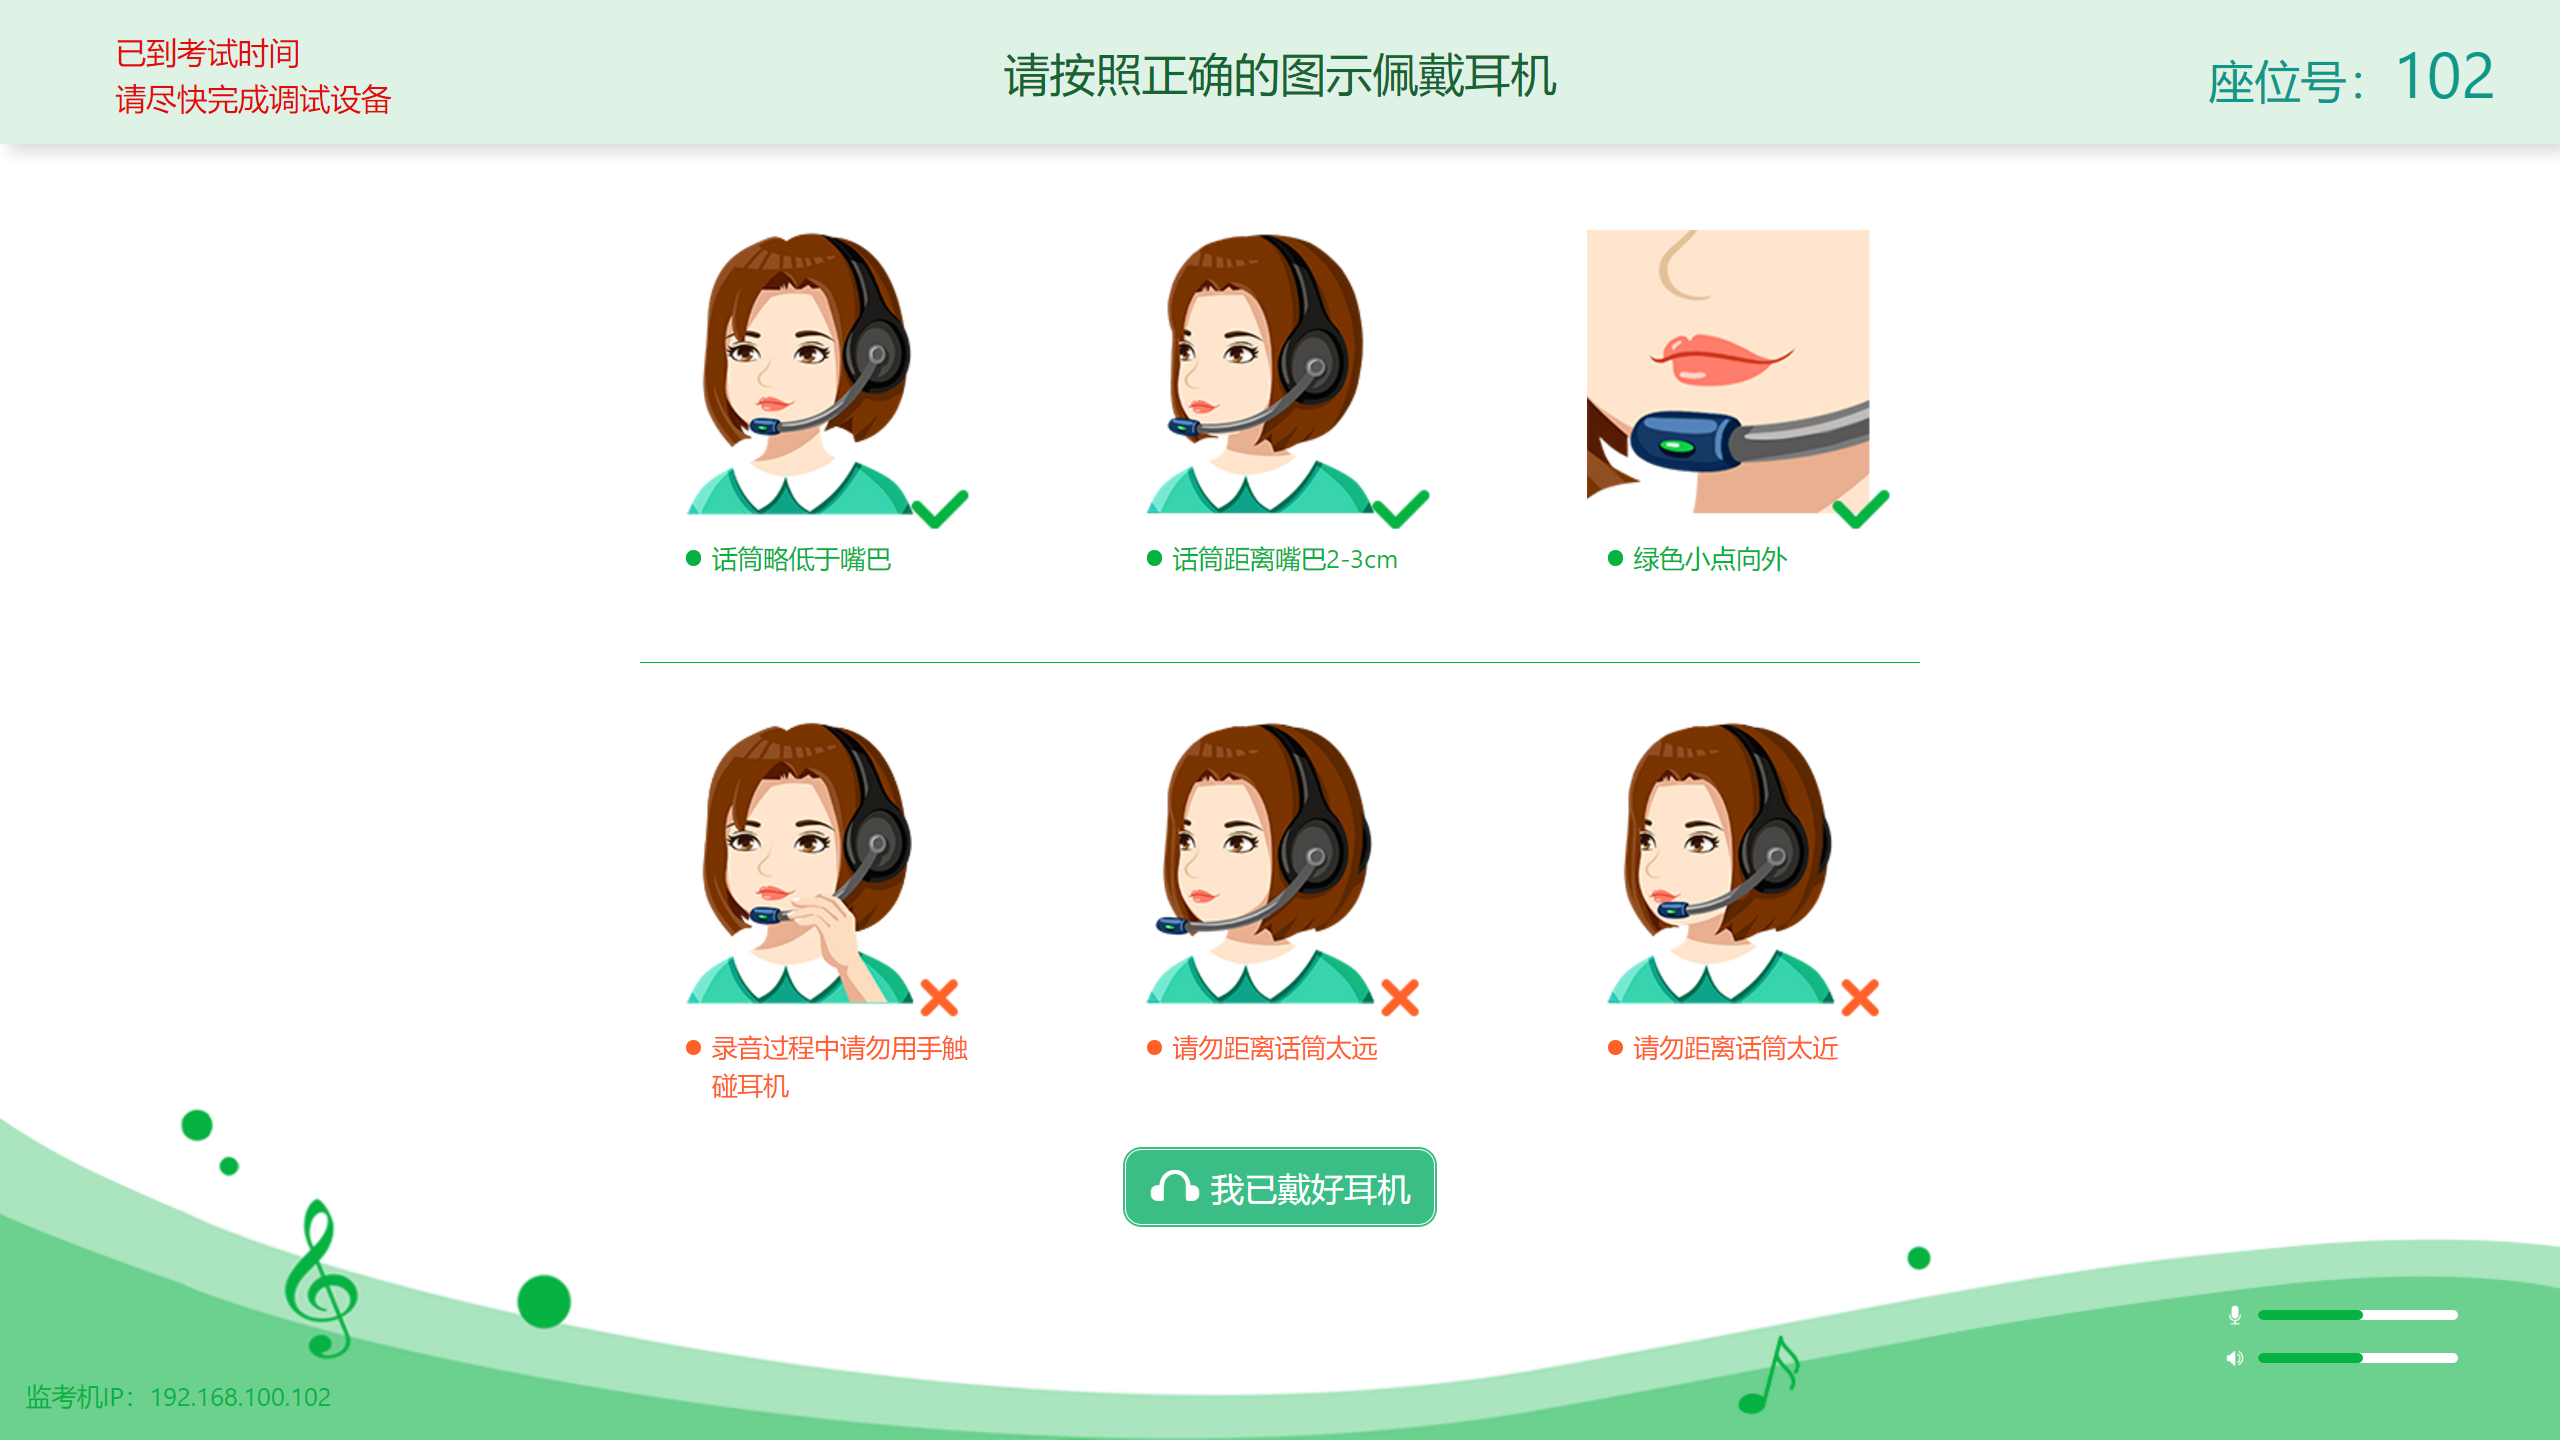 已到考试时间
请尽快完成调试设备
请按照正确的图示佩戴耳机
座位号：102
话筒略低于嘴巴
话筒距离嘴巴2-3cm
绿色小点向外
录音过程中请勿用手触
碰耳机
请勿距离话筒太远
请勿距离话筒太近
我已戴好耳机
监考机IP：192.168.100.102